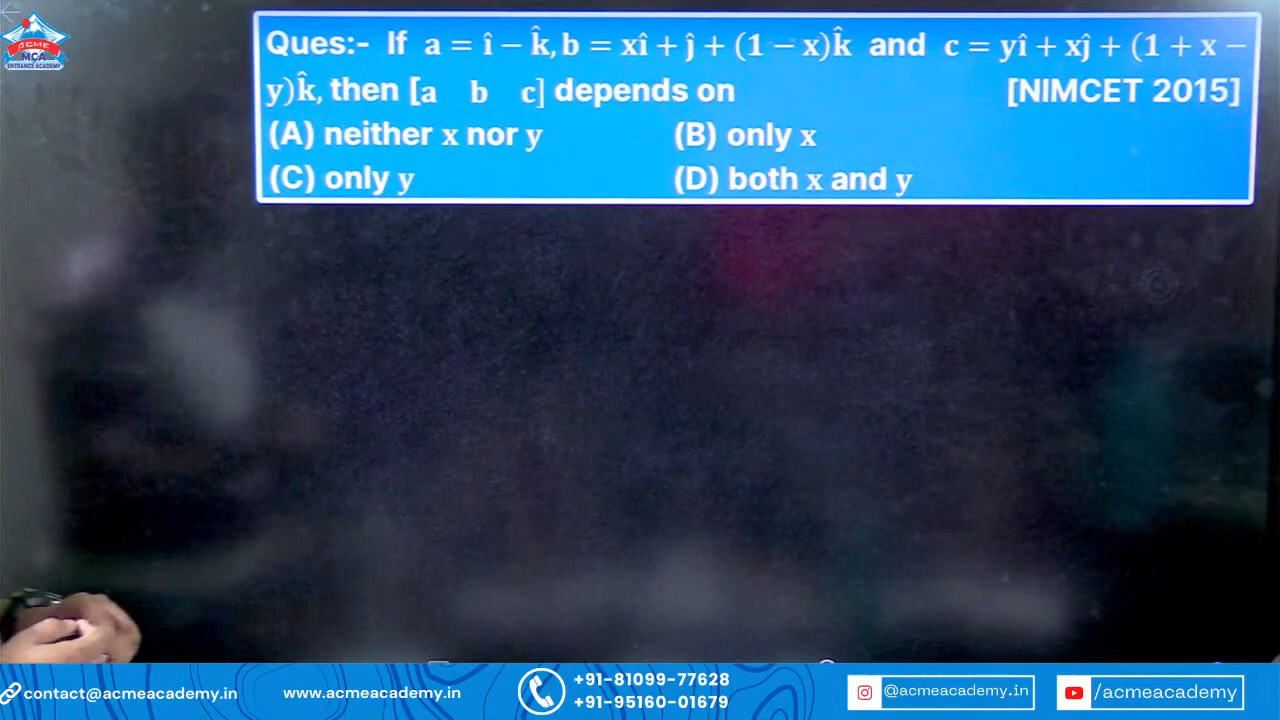 ACME
MCA
ENTRANCE ACADEMY
Ques:- If a = î − k̂, b = xî + ĵ + (1 − x)k̂ and c = yî + xĵ + (1 + x −
y)k̂, then [a b c] depends on [NIMCET 2015]
(A) neither x nor y (B) only x
(C) only y (D) both x and y
contact@acmeacademy.in www.acmeacademy.in +91-81099-77628 @acmeacademy.in /acmeacademy
+91-95160-01679